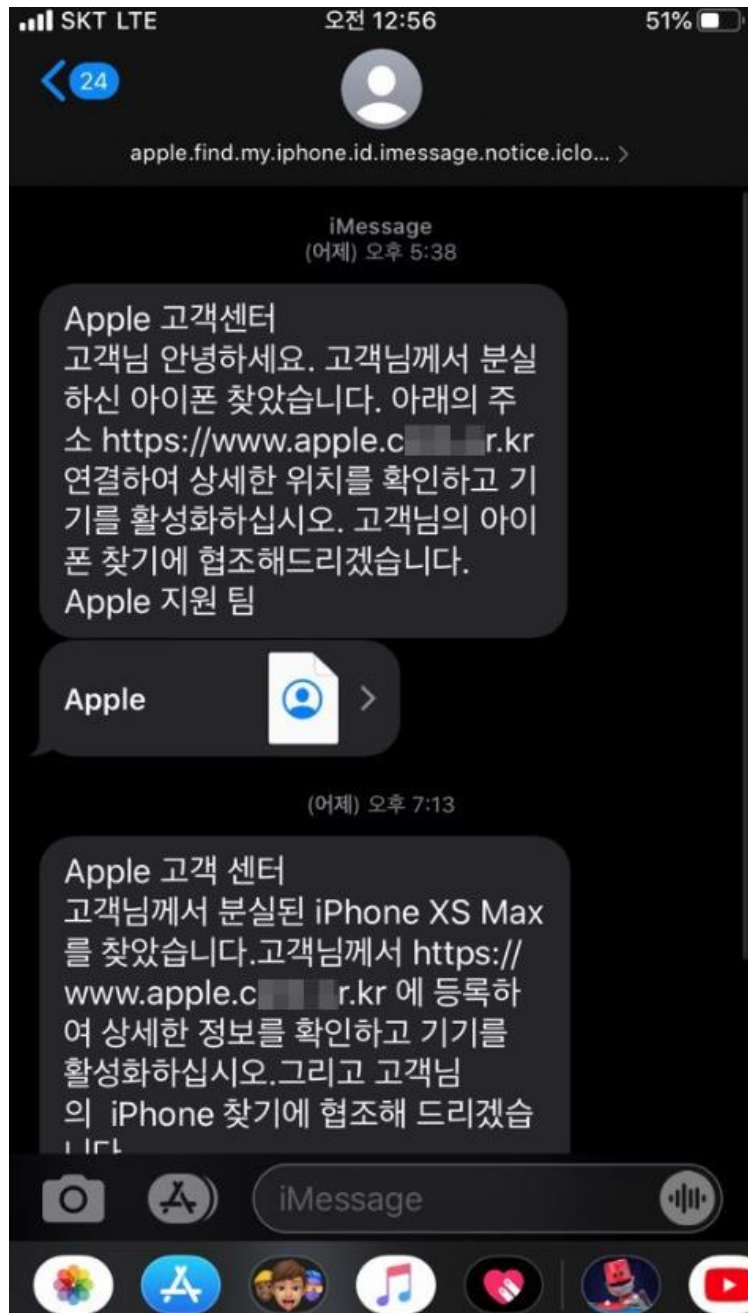 SKT LTE 오전 12:56 51%
24
apple.find.my.iphone.id.imessage.notice.iclo...
iMessage
(어제) 오후 5:38
Apple 고객센터
고객님 안녕하세요. 고객님께서 분실
하신 아이폰 찾았습니다. 아래의 주
소 https://www.apple.c r.kr
연결하여 상세한 위치를 확인하고 기
기를 활성화하십시오. 고객님의 아이
폰 찾기에 협조해드리겠습니다.
Apple 지원 팀
Apple
(어제) 오후 7:13
Apple 고객 센터
고객님께서 분실된 iPhone XS Max
를 찾았습니다.고객님께서 https://
www.apple.c r.kr 에 등록하
여 상세한 정보를 확인하고 기기를
활성화하십시오.그리고 고객님
의 iPhone 찾기에 협조해 드리겠습
iMessage